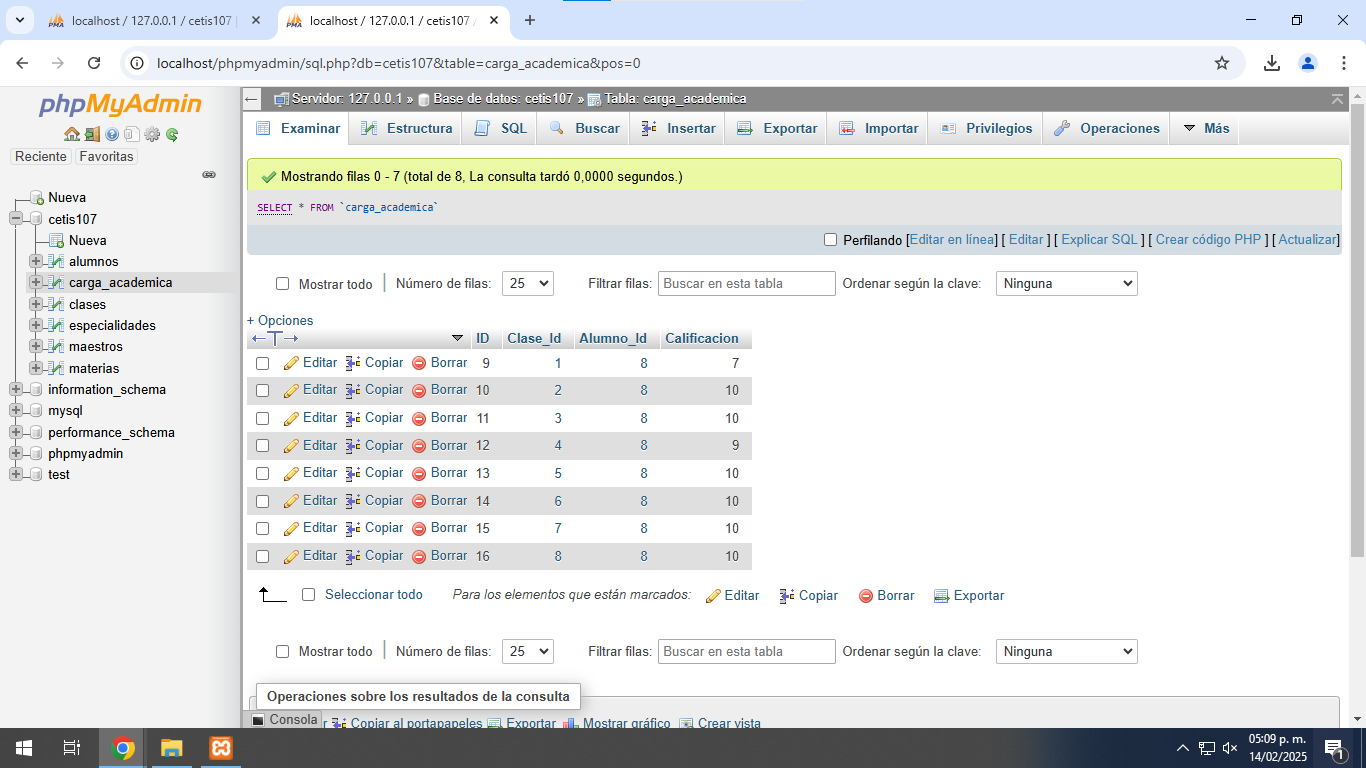 localhost / 127.0.0.1 / cetis107
localhost / 127.0.0.1 / cetis107 /
localhost/phpmyadmin/sql.php?db=cetis107&table=carga_academica&pos=0
phpMyAdmin
Reciente Favoritas
Nueva
cetis107
Nueva
alumnos
carga_academica
clases
especialidades
maestros
materias
information_schema
mysql
performance_schema
phpmyadmin
test
Servidor: 127.0.0.1 » Base de datos: cetis107 » Tabla: carga_academica
Examinar Estructura SQL Buscar Insertar Exportar Importar Privilegios Operaciones Más
Mostrando filas 0 - 7 (total de 8, La consulta tardó 0,0000 segundos.)
SELECT * FROM `carga_academica`
Perfilando [Editar en línea] [ Editar ] [ Explicar SQL ] [ Crear código PHP ] [ Actualizar]
Mostrar todo | Número de filas: 25 Filtrar filas: Buscar en esta tabla Ordenar según la clave: Ninguna
+ Opciones
ID Clase_Id Alumno_Id Calificacion
Editar Copiar Borrar 9 1 8 7
Editar Copiar Borrar 10 2 8 10
Editar Copiar Borrar 11 3 8 10
Editar Copiar Borrar 12 4 8 9
Editar Copiar Borrar 13 5 8 10
Editar Copiar Borrar 14 6 8 10
Editar Copiar Borrar 15 7 8 10
Editar Copiar Borrar 16 8 8 10
Seleccionar todo Para los elementos que están marcados: Editar Copiar Borrar Exportar
Mostrar todo | Número de filas: 25 Filtrar filas: Buscar en esta tabla Ordenar según la clave: Ninguna
Operaciones sobre los resultados de la consulta
Consola
r Copiar al portapapeles Exportar Mostrar gráfico Crear vista
05:09 p. m.
14/02/2025
1